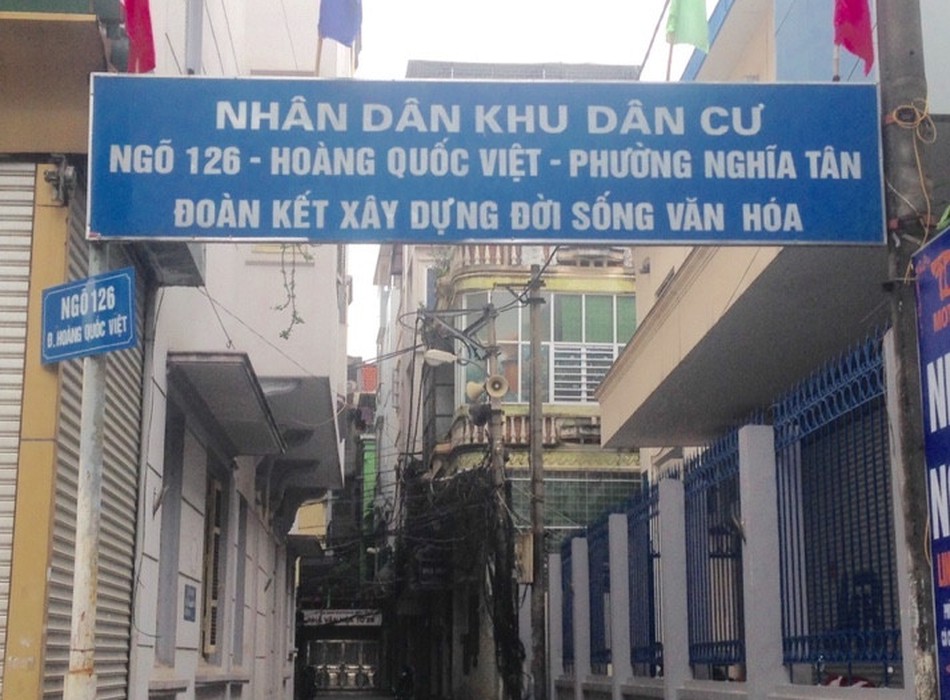 NHÂN DÂN KHU DÂN CƯ
NGÕ 126 - HOÀNG QUỐC VIỆT - PHƯỜNG NGHĨA TÂN
ĐOÀN KẾT XÂY DỰNG ĐỜI SỐNG VĂN HÓA
NGÕ 126
Đ. HOÀNG QUỐC VIỆT